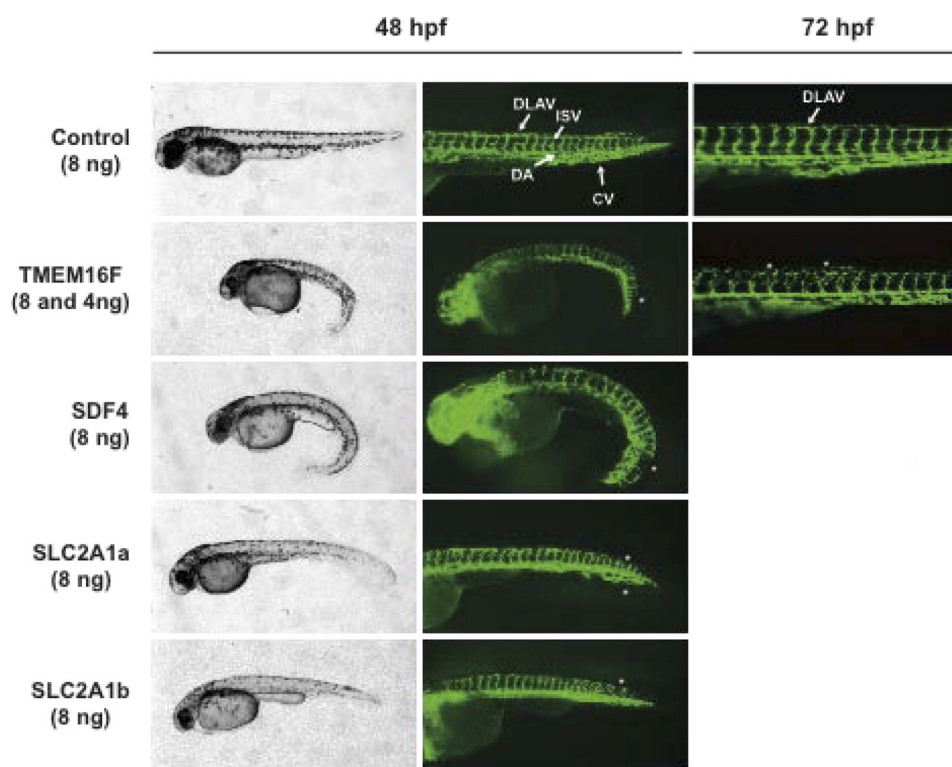 48 hpf
72 hpf
Control
(8 ng)
DLAV
ISV
DA
CV
DLAV
TMEM16F
(8 and 4ng)
*
* *
SDF4
(8 ng)
*
SLC2A1a
(8 ng)
*
*
SLC2A1b
(8 ng)
*